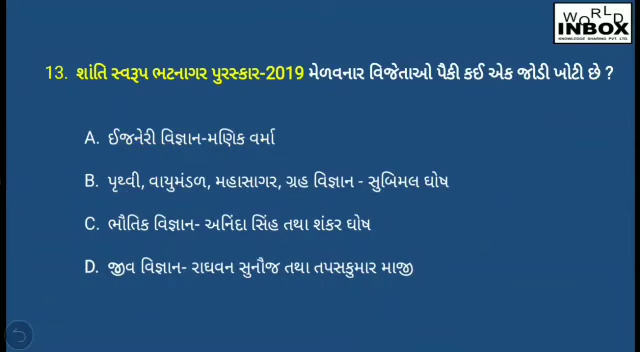 WORLD
INBOX
KNOWLEDGE SHARING PVT. LTD.
13. શાંતિ સ્વરૂપ ભટનાગર પુરસ્કાર-2019 મેળવનાર વિજેતાઓ પૈકી કઈ એક જોડી ખોટી છે ?
A. ઈજનેરી વિજ્ઞાન-મણિક વર્મા
B. પૃથ્વી, વાયુમંડળ, મહાસાગર, ગ્રહ વિજ્ઞાન - સુબિમલ ઘોષ
C. ભૌતિક વિજ્ઞાન- અનિંદા સિંહ તથા શંકર ઘોષ
D. જીવ વિજ્ઞાન- રાઘવન સુનૌજ તથા તપસકુમાર માજી